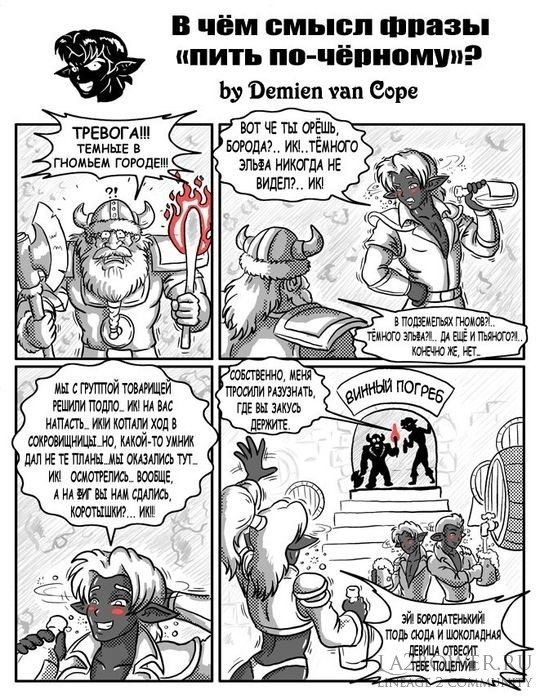 В чём смысл фразы
«пить по-чёрному»?
by Demien van Cope
ТРЕВОГА!!!
ТЕМНЫЕ В
ГНОМЬЕМ ГОРОДЕ!!!
?!
ВОТ ЧЕ ТЫ ОРЁШЬ,
БОРОДА?.. ИК!..ТЁМНОГО
ЭЛЬФА НИКОГДА НЕ
ВИДЕЛ?.. ИК!
В ПОДЗЕМЕЛЬЯХ ГНОМОВ?!..
ТЁМНОГО ЭЛЬФА?!.. ДА ЕЩЁ И ПЬЯНОГО?!..
КОНЕЧНО ЖЕ, НЕТ...
МЫ С ГРУППОЙ ТОВАРИЩЕЙ
РЕШИЛИ ПОДЛО... ИК! НА ВАС
НАПАСТЬ... ИК!И КОПАЛИ ХОД В
СОКРОВИЩНИЦЫ...НО, КАКОЙ-ТО УМНИК
ДАЛ НЕ ТЕ ПЛАНЫ...МЫ ОКАЗАЛИСЬ ТУТ...
ИК! ОСМОТРЕЛИСЬ... ВООБЩЕ,
А НА ФИГ ВЫ НАМ СДАЛИСЬ,
КОРОТЫШКИ?... ИК!!!
СОБСТВЕННО, МЕНЯ
ПРОСИЛИ РАЗУЗНАТЬ,
ГДЕ ВЫ ЗАКУСЬ
ДЕРЖИТЕ.
ВИННЫЙ ПОГРЕБ
ЭЙ! БОРОДАТЕНЬКИЙ!
ПОДЬ СЮДА И ШОКОЛАДНАЯ
ДЕВИЦА ОТВЕСИТ
ТЕБЕ ПОЦЕЛУЙ!!!
LINEAGE 2 COMMUNITY